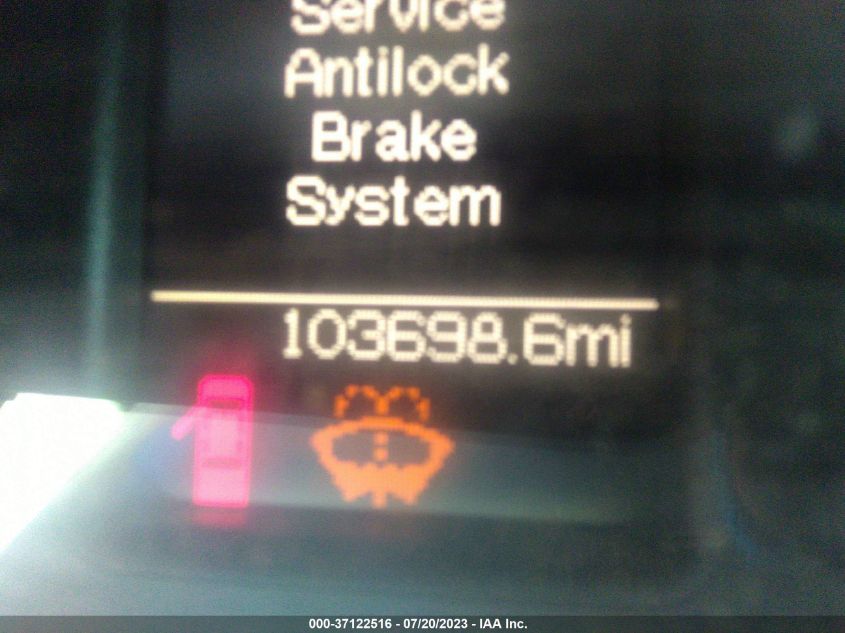 Service
Antilock
Brake
System
103698.6mi
000-37122516 - 07/20/2023 - IAA Inc.